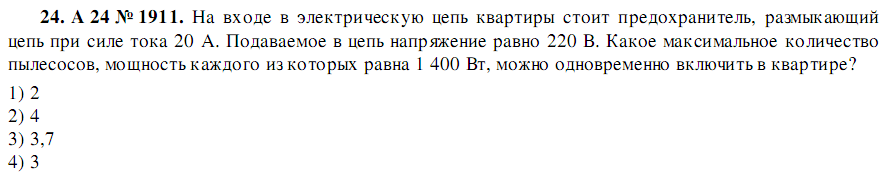 24. А 24 № 1911. На входе в электрическую цепь квартиры стоит предохранитель, размыкающий
цепь при силе тока 20 А. Подаваемое в цепь напряжение равно 220 В. Какое максимальное количество
пылесосов, мощность каждого из которых равна 1 400 Вт, можно одновременно включить в квартире?
1) 2
2) 4
3) 3,7
4) 3